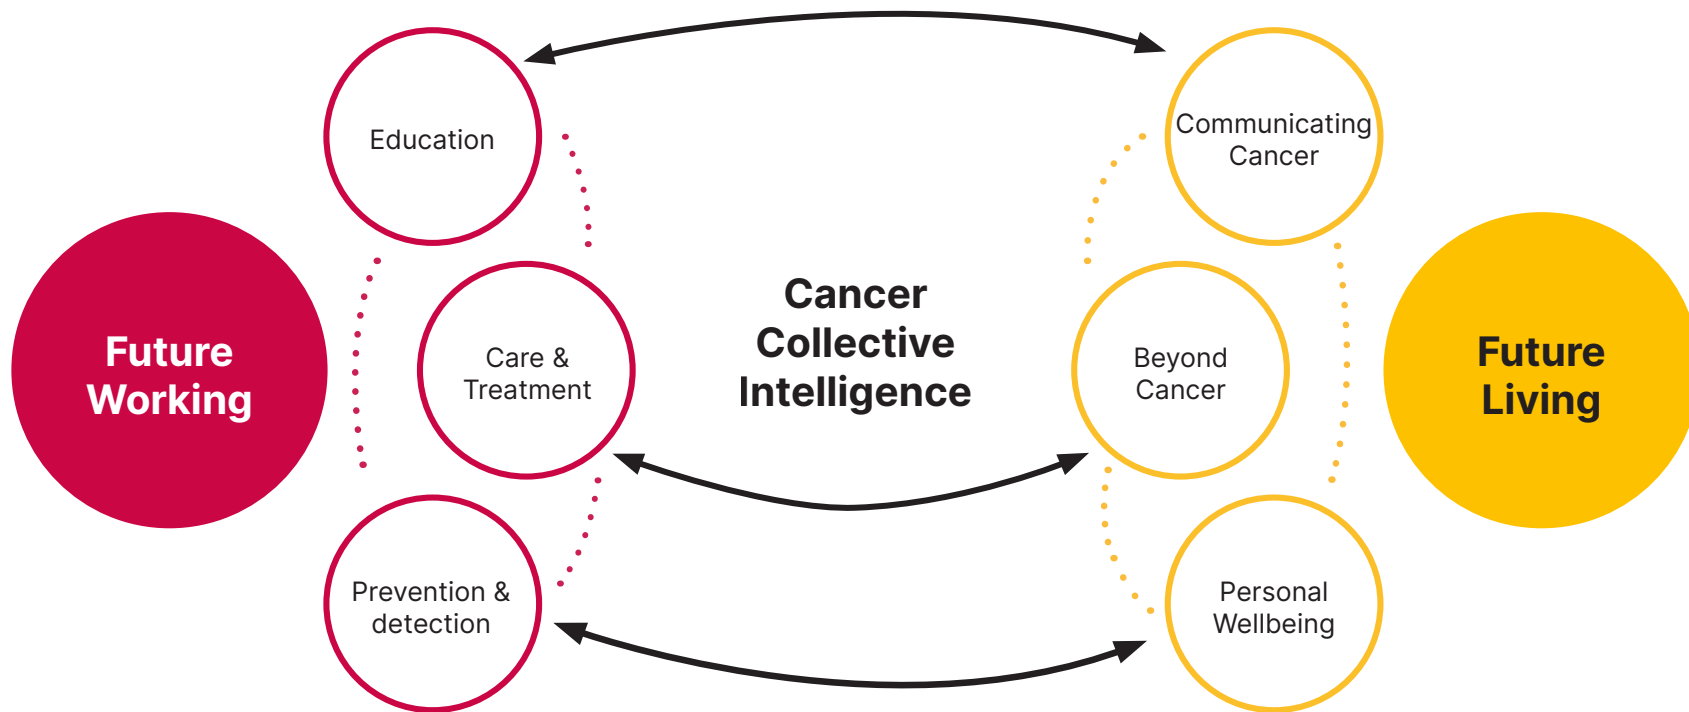 Future
Working
Education
Care &
Treatment
Prevention &
detection
Cancer
Collective
Intelligence
Communicating
Cancer
Beyond
Cancer
Personal
Wellbeing
Future
Living